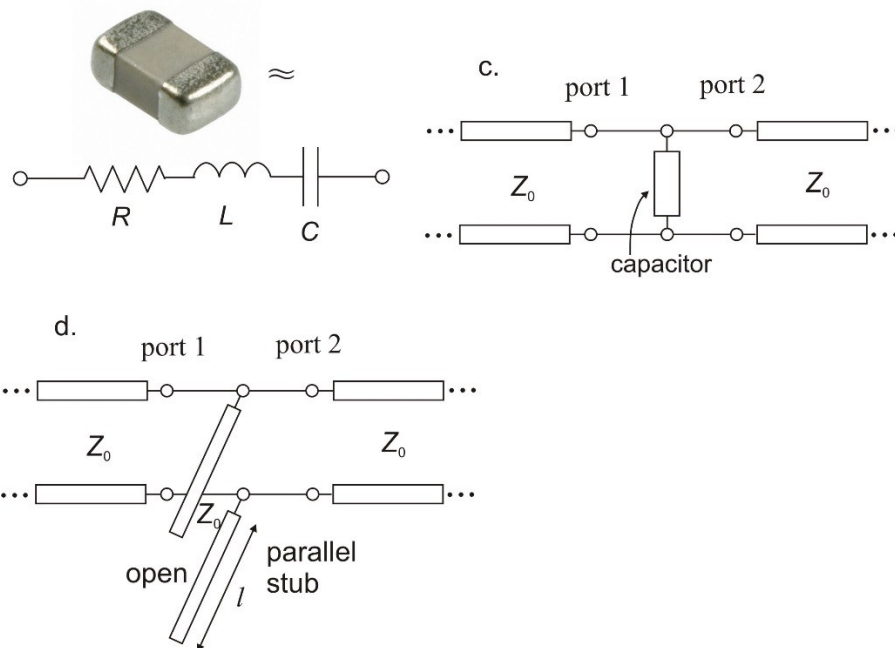 ≈
R L C
c.
port 1 port 2
... ...
Z₀ Z₀
... ...
capacitor
d.
port 1 port 2
... ...
Z₀ Z₀
... ...
Z₀
open
parallel
stub
l